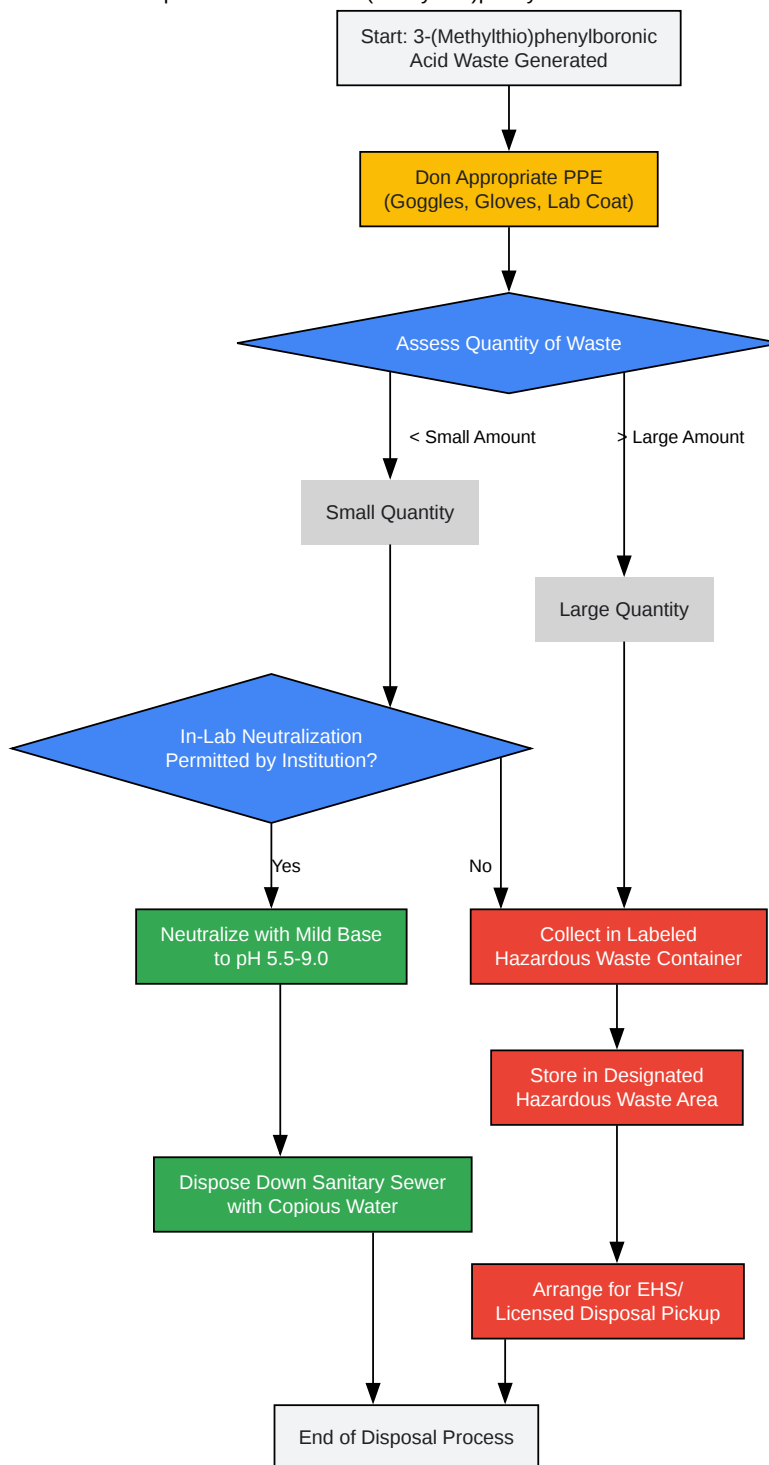 Start: 3-(Methylthio)phenylboronic
Acid Waste Generated
Don Appropriate PPE
(Goggles, Gloves, Lab Coat)
Assess Quantity of Waste
< Small Amount
> Large Amount
Small Quantity
Large Quantity
In-Lab Neutralization
Permitted by Institution?
Yes
No
Neutralize with Mild Base
to pH 5.5-9.0
Collect in Labeled
Hazardous Waste Container
Store in Designated
Hazardous Waste Area
Dispose Down Sanitary Sewer
with Copious Water
Arrange for EHS/
Licensed Disposal Pickup
End of Disposal Process